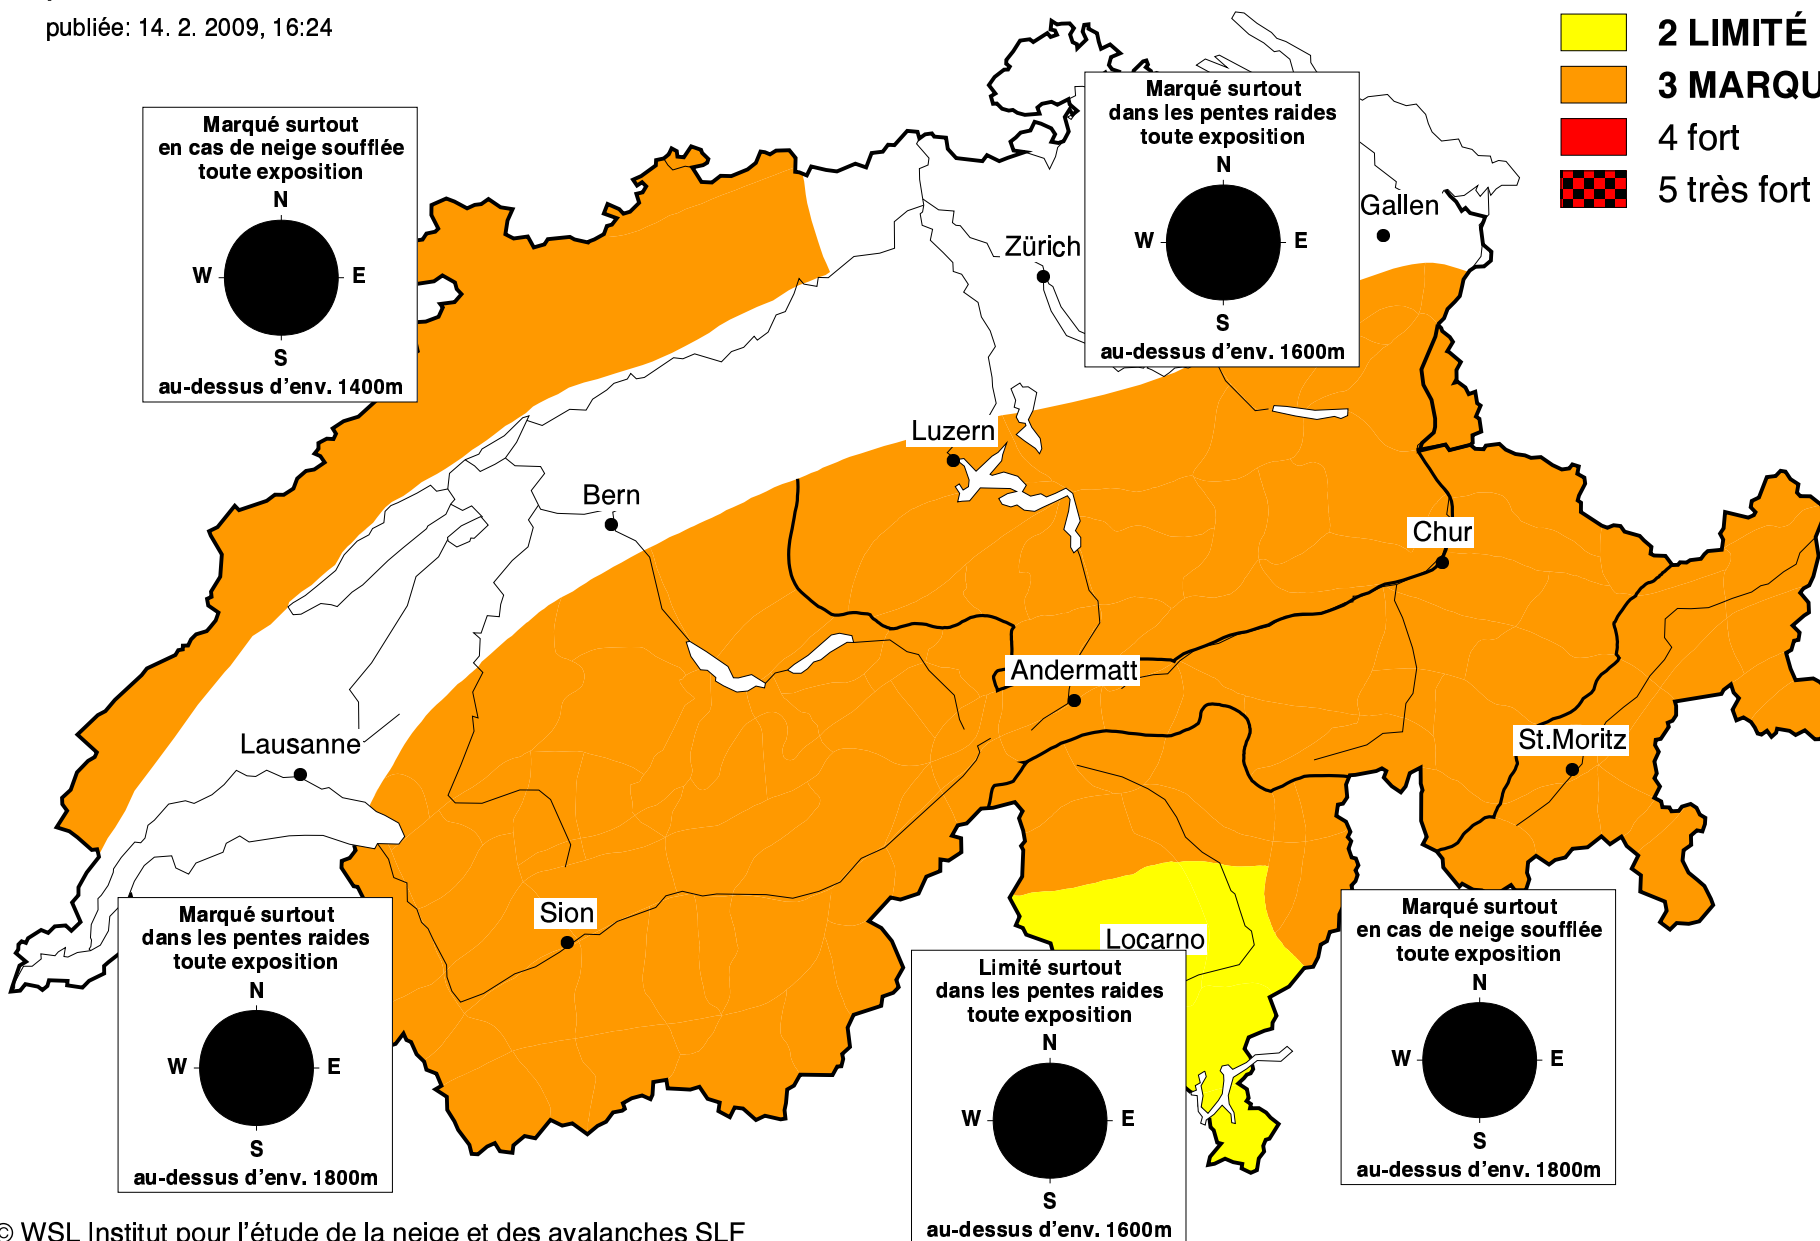 publiée: 14. 2. 2009, 16:24
2 LIMITÉ
3 MARQU
4 fort
5 très fort
Marqué surtout
en cas de neige soufflée
toute exposition
N
W E
S
au-dessus d'env. 1400m
Marqué surtout
dans les pentes raides
toute exposition
N
W E
S
au-dessus d'env. 1600m
Gallen
Zürich
Luzern
Bern
Chur
Andermatt
Lausanne
St.Moritz
Sion
Locarno
Marqué surtout
dans les pentes raides
toute exposition
N
W E
S
au-dessus d'env. 1800m
Limité surtout
dans les pentes raides
toute exposition
N
W E
S
au-dessus d'env. 1600m
Marqué surtout
en cas de neige soufflée
toute exposition
N
W E
S
au-dessus d'env. 1800m
© WSL Institut pour l'étude de la neige et des avalanches SLF